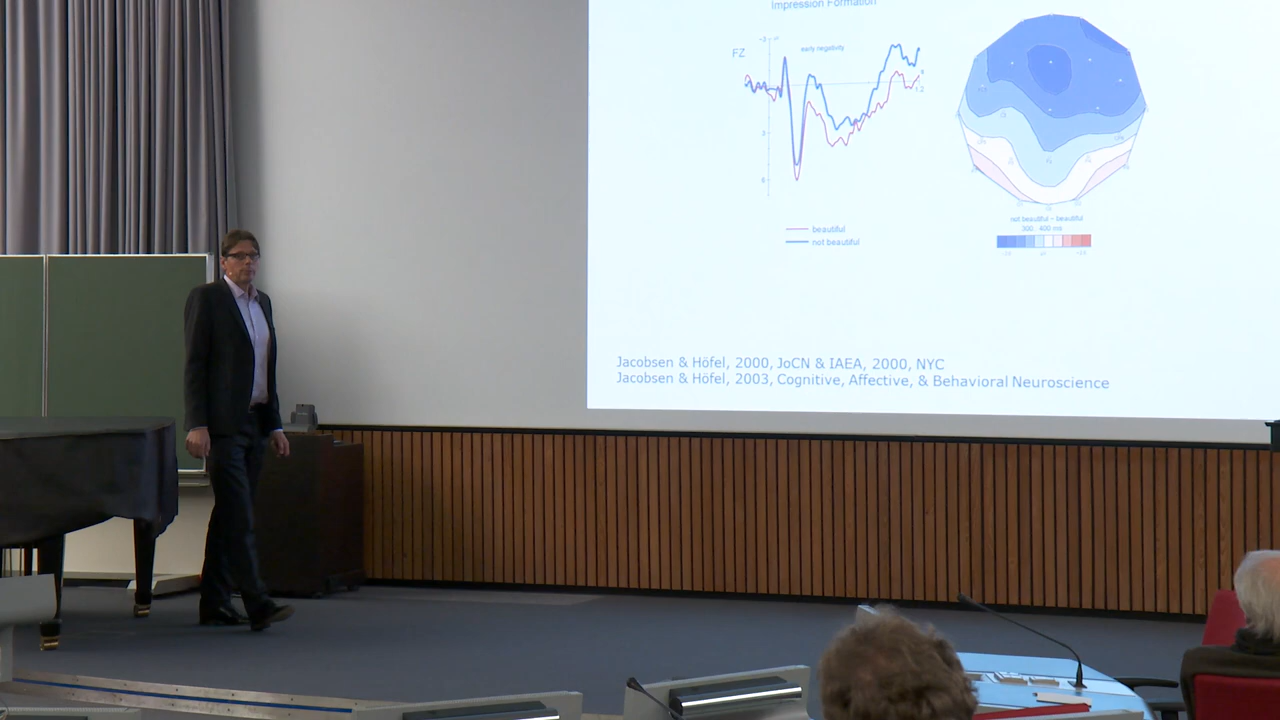 Impression Formation
FZ
early negativity
3
beautiful
not beautiful
not beautiful - beautiful
300 400 ms
Jacobsen & Höfel, 2000, JoCN & IAEA, 2000, NYC
Jacobsen & Höfel, 2003, Cognitive, Affective, & Behavioral Neuroscience